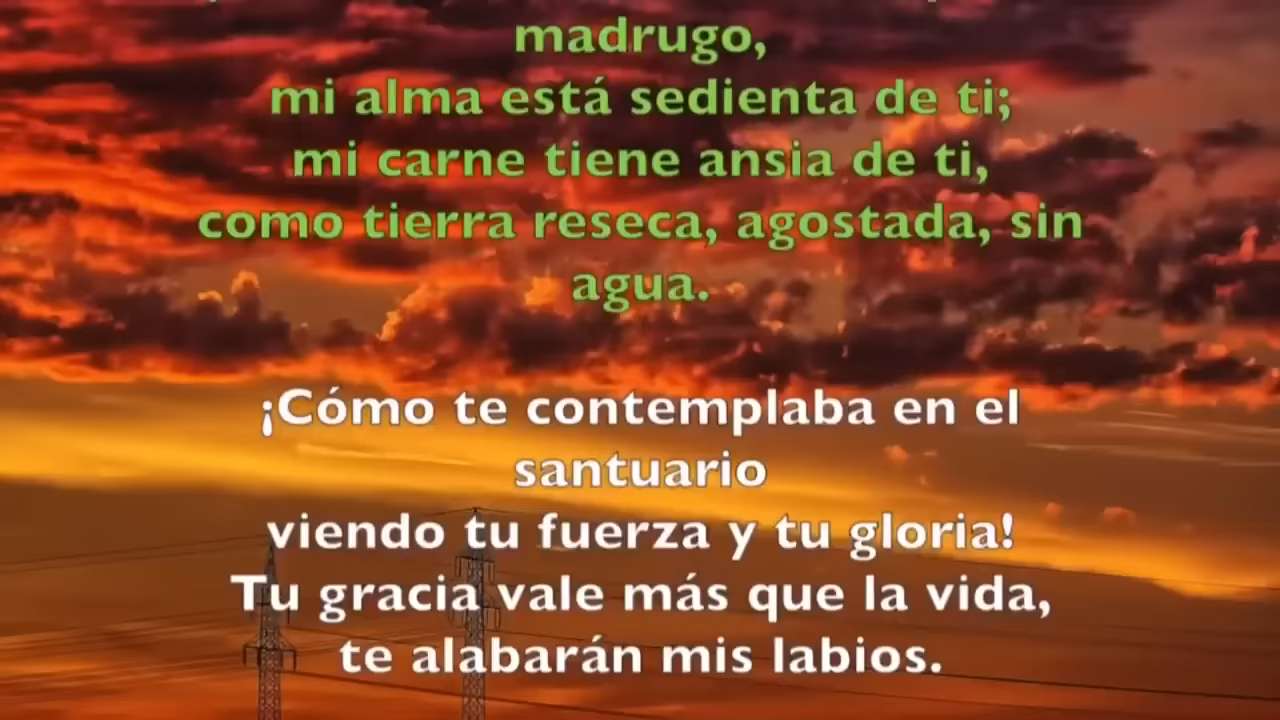 madrugo,
mi alma está sedienta de ti;
mi carne tiene ansia de ti,
como tierra reseca, agostada, sin
agua.
¡Cómo te contemplaba en el
santuario
viendo tu fuerza y tu gloria!
Tu gracia vale más que la vida,
te alabarán mis labios.